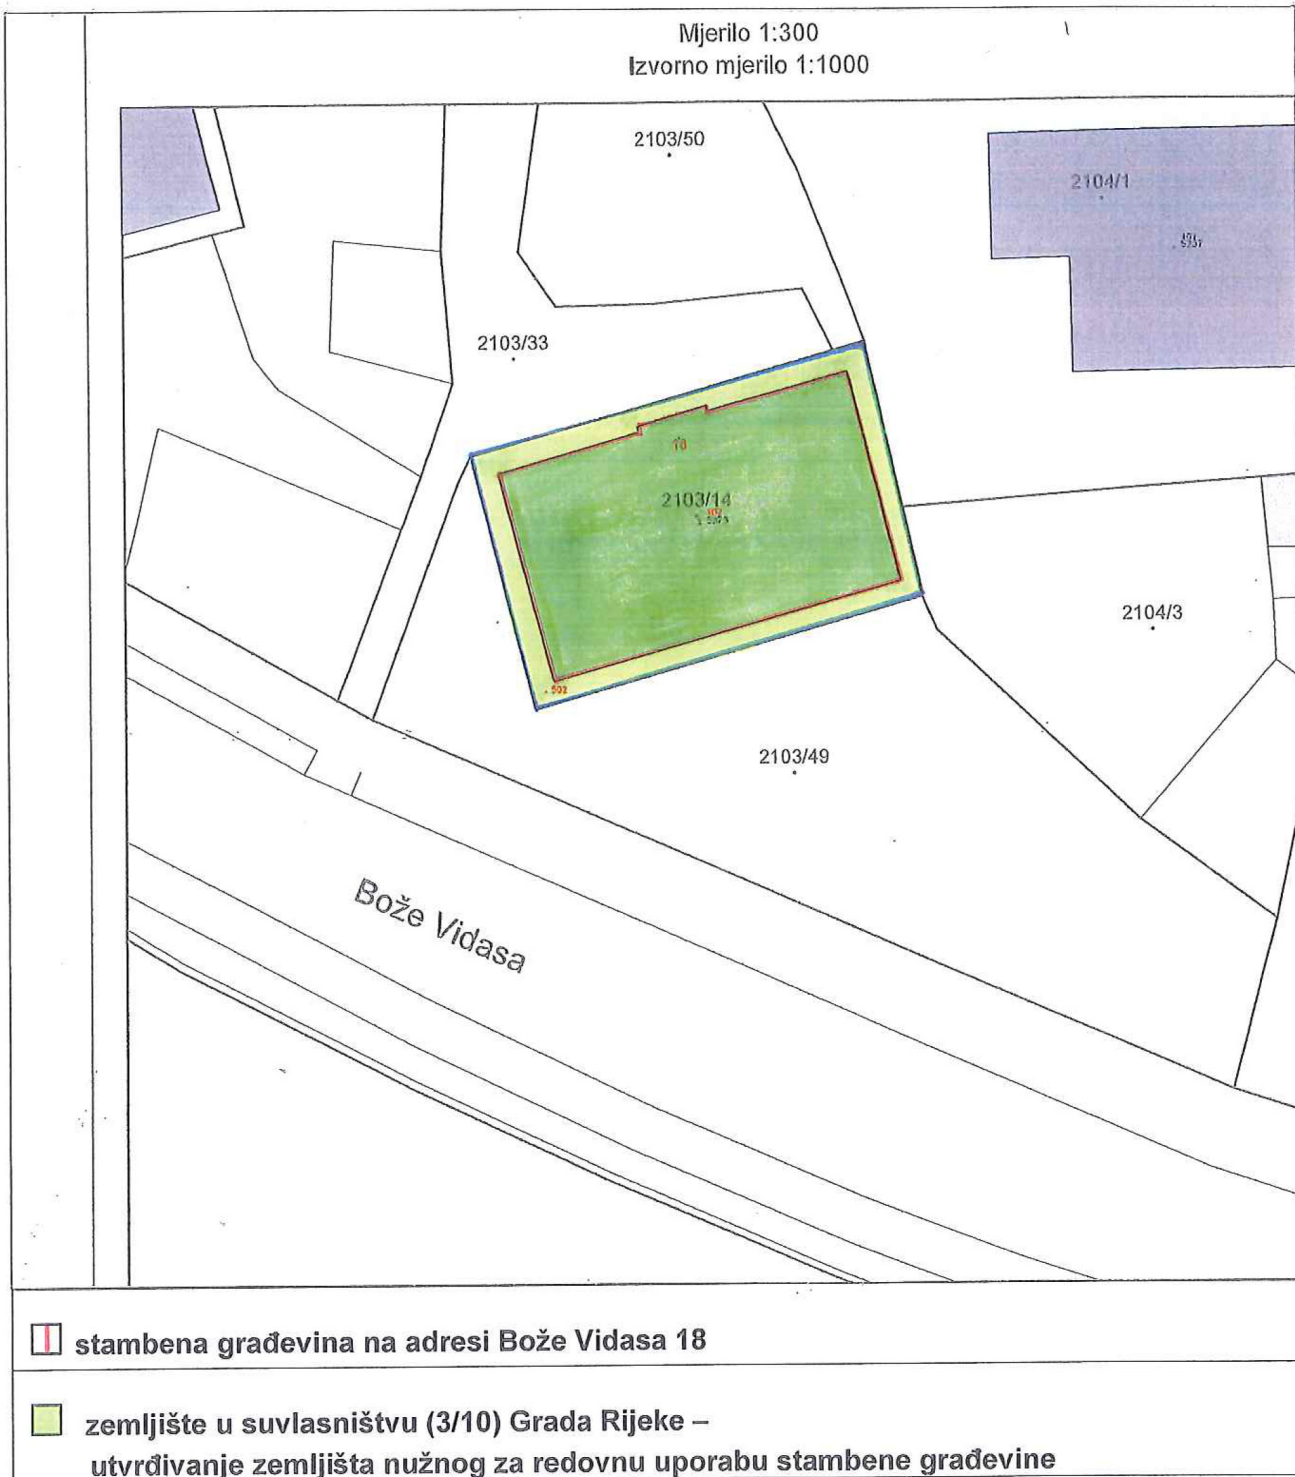 Mjerilo 1:300
Izvorno mjerilo 1:1000
2103/50
2104/1
2103/33
18
2103/14
2104/3
502
2103/49
Bože Vidasa
stambena građevina na adresi Bože Vidasa 18
zemljište u suvlasništvu (3/10) Grada Rijeke –
utvrđivanje zemljišta nužnog za redovnu uporabu stambene građevine